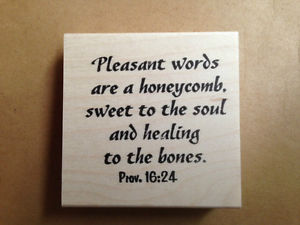 Pleasant words
are a honeycomb,
sweet to the soul
and healing
to the bones.
Prov. 16:24